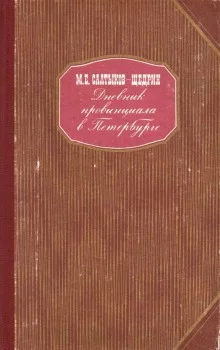 М.Е. САЛТЫКОВ-ЩЕДРИН
Дневник
провинциала
в Петербурге